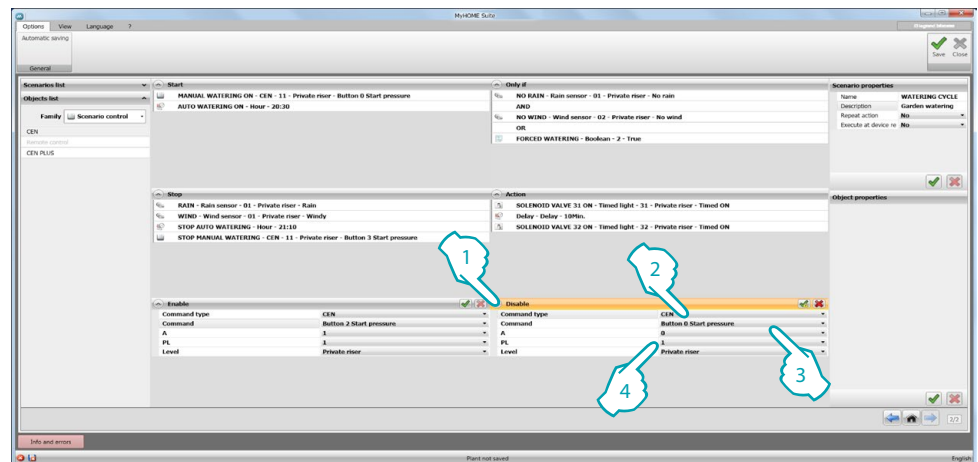 MyHOME Suite
Options View Language ?
Automatic saving
General
Save Close
Scenarios list
Objects list
Family Scenario control
CEN
Remote control
CEN PLUS
Start
MANUAL WATERING ON - CEN - 11 - Private riser - Button 0 Start pressure
AUTO WATERING ON - Hour - 20:30
Only if
NO RAIN - Rain sensor - 01 - Private riser - No rain
AND
NO WIND - Wind sensor - 02 - Private riser - No wind
OR
FORCED WATERING - Boolean - 2 - True
Scenario properties
Name WATERING CYCLE
Description Garden watering
Repeat action No
Execute at device re No
Stop
RAIN - Rain sensor - 01 - Private riser - Rain
WIND - Wind sensor - 01 - Private riser - Windy
STOP AUTO WATERING - Hour - 21:10
STOP MANUAL WATERING - CEN - 11 - Private riser - Button 3 Start pressure
Action
SOLENOID VALVE 31 ON - Timed light - 31 - Private riser - Timed ON
Delay - Delay - 10Min.
SOLENOID VALVE 32 ON - Timed light - 32 - Private riser - Timed ON
Object properties
1
2
Enable
Command type CEN
Command Button 2 Start pressure
A 1
PL 1
Level Private riser
Disable
Command type CEN
Command Button 0 Start pressure
A 0
PL 1
Level Private riser
3
4
2/2
Info and errors
Plant not saved
English